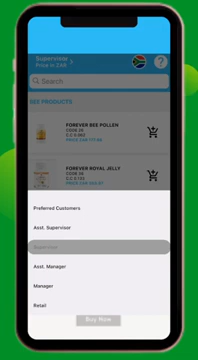 Supervisor >
Price in ZAR
?
Search
BEE PRODUCTS
FOREVER BEE POLLEN
CODE 26
FOREVER ROYAL JELLY
CODE 36
Preferred Customers
Asst. Supervisor
Supervisor
Asst. Manager
Manager
Retail
Buy Now